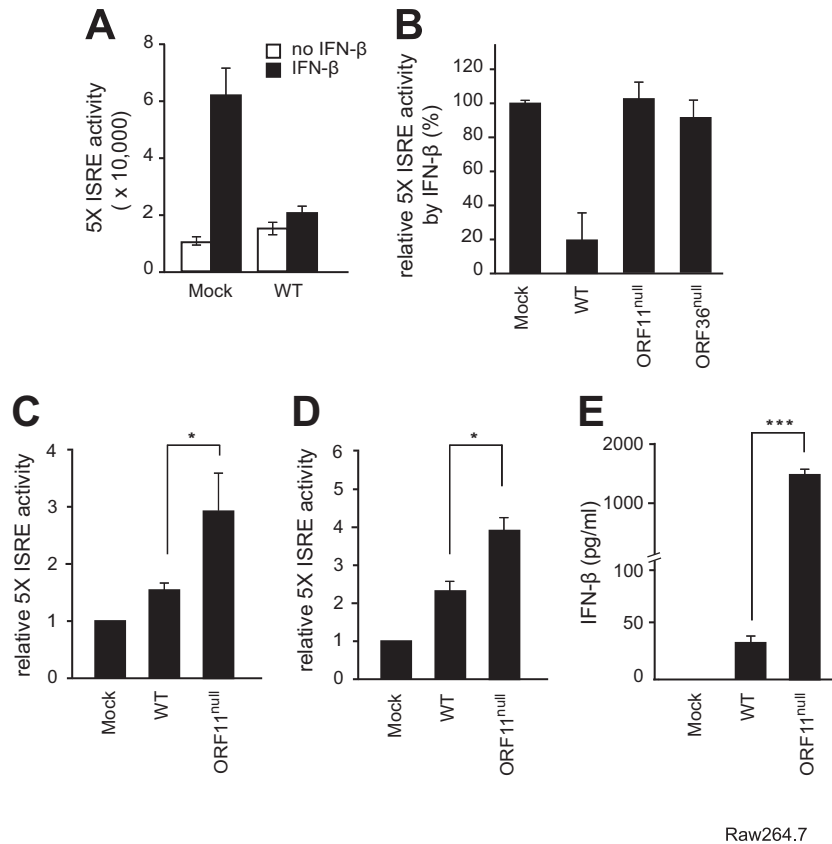 A
5X ISRE activity
( x 10,000)
8
6
4
2
0
no IFN-β
IFN-β
Mock
WT
B
relative 5X ISRE activity
by IFN-β (%)
120
100
80
60
40
20
0
Mock
WT
ORF11null
ORF36null
C
relative 5X ISRE activity
4
3
2
1
0
*
Mock
WT
ORF11null
D
relative 5X ISRE activity
6
5
4
3
2
1
0
*
Mock
WT
ORF11null
E
IFN-β (pg/ml)
2000
1500
100
50
0
***
Mock
WT
ORF11null
Raw264.7